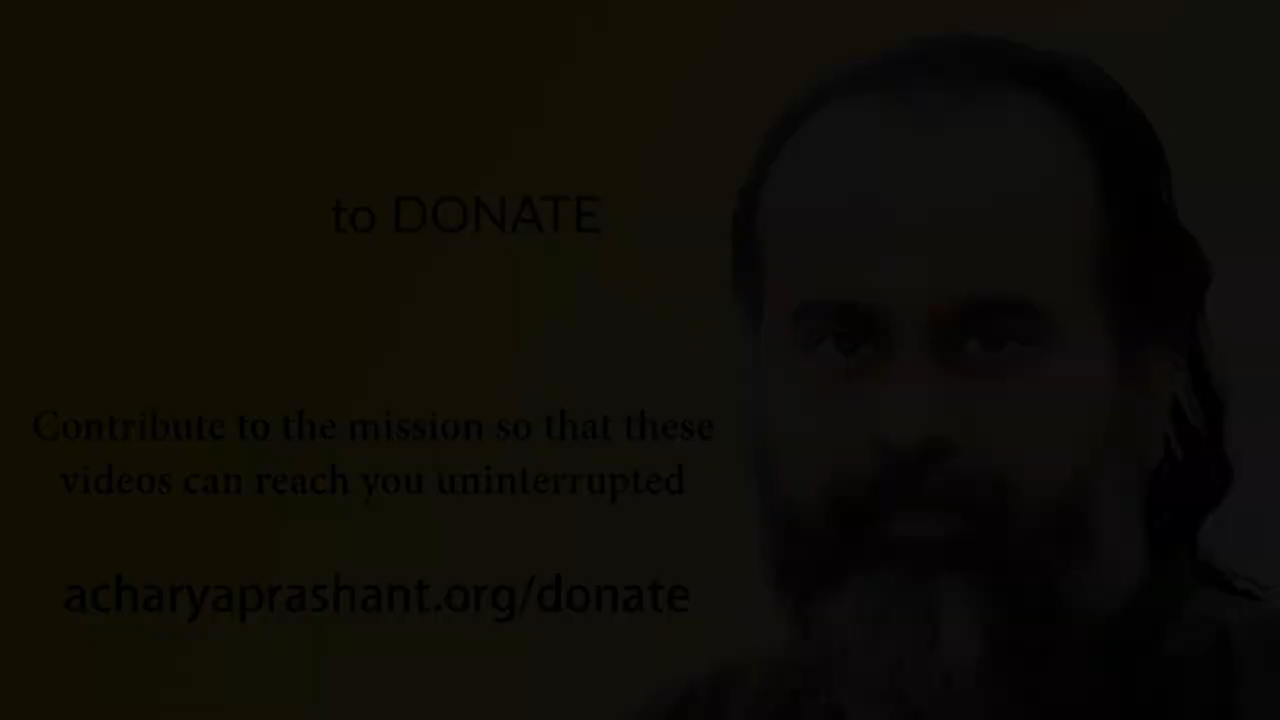 to DONATE
Contribute to the mission so that these
videos can reach you uninterrupted
acharyaprashant.org/donate